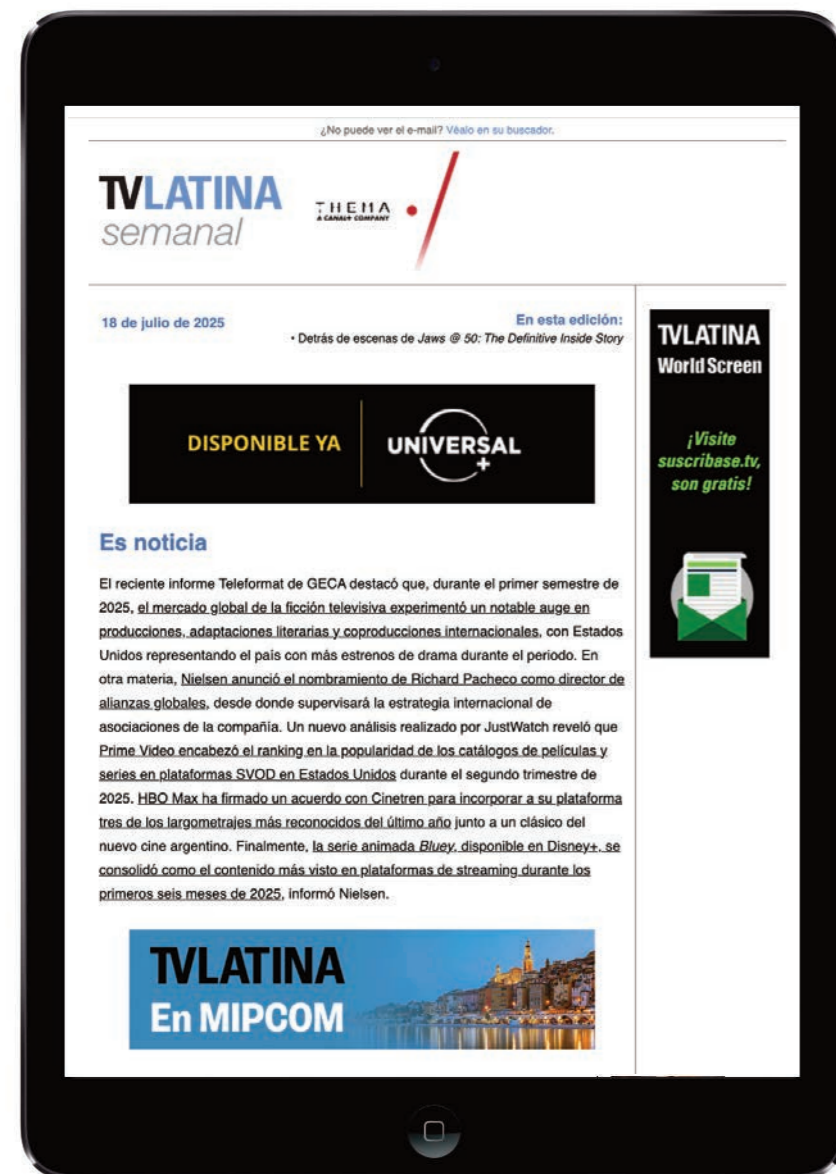 ¿No puede ver el e-mail? Véalo en su buscador.
TVLATINA
semanal
THEMA
A CANAL+ COMPANY
18 de julio de 2025
En esta edición:
• Detrás de escenas de Jaws @ 50: The Definitive Inside Story
DISPONIBLE YA
UNIVERSAL
+
Es noticia
El reciente informe Teleformat de GECA destacó que, durante el primer semestre de
2025, el mercado global de la ficción televisiva experimentó un notable auge en
producciones, adaptaciones literarias y coproducciones internacionales, con Estados
Unidos representando el país con más estrenos de drama durante el periodo. En
otra materia, Nielsen anunció el nombramiento de Richard Pacheco como director de
alianzas globales, desde donde supervisará la estrategia internacional de
asociaciones de la compañía. Un nuevo análisis realizado por JustWatch reveló que
Prime Video encabezó el ranking en la popularidad de los catálogos de películas y
series en plataformas SVOD en Estados Unidos durante el segundo trimestre de
2025. HBO Max ha firmado un acuerdo con Cinetren para incorporar a su plataforma
tres de los largometrajes más reconocidos del último año junto a un clásico del
nuevo cine argentino. Finalmente, la serie animada Bluey, disponible en Disney+, se
consolidó como el contenido más visto en plataformas de streaming durante los
primeros seis meses de 2025, informó Nielsen.
TVLATINA
En MIPCOM
TVLATINA
World Screen
¡Visite
suscribase.tv,
son gratis!